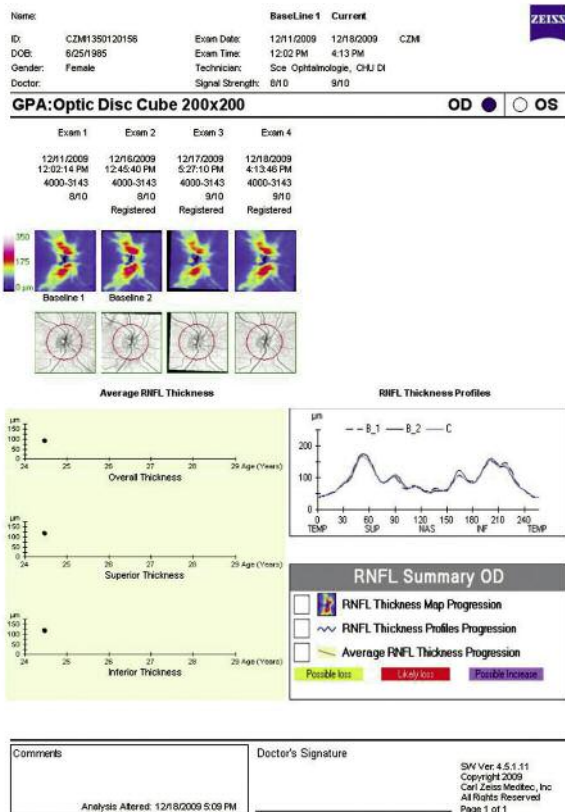 Name:
BaseLine 1 Current
ZEISS
ID: CZMI1350120156 Exam Date: 12/11/2009 12/18/2009 CZMI
DOB: 6/25/1985 Exam Time: 12:02 PM 4:13 PM
Gender: Female Technician: Sce Ophtalmologie, CHU DI
Doctor: Signal Strength: 8/10 9/10
GPA:Optic Disc Cube 200x200 OD OS
Exam 1 Exam 2 Exam 3 Exam 4
12/11/2009 12/16/2009 12/17/2009 12/18/2009
12:02:14 PM 12:45:40 PM 5:27:10 PM 4:13:46 PM
4000-3143 4000-3143 4000-3143 4000-3143
8/10 8/10 9/10 9/10
Registered Registered Registered
350
175
0 µm
Baseline 1 Baseline 2
Average RNFL Thickness
RNFL Thickness Profiles
µm
150
100
50
0
24 25 26 27 28 29 Age (Years)
Overall Thickness
µm
150
100
50
0
24 25 26 27 28 29 Age (Years)
Superior Thickness
µm
150
100
50
0
24 25 26 27 28 29 Age (Years)
Inferior Thickness
µm
B_1 B_2 C
200
100
0
0 30 60 90 120 150 180 210 240
TEMP SUP NAS INF TEMP
RNFL Summary OD
RNFL Thickness Map Progression
RNFL Thickness Profiles Progression
Average RNFL Thickness Progression
Possible loss Likely loss Possible Increase
Comments
Analysis Altered: 12/18/2009 5:09 PM
Doctor's Signature
SW Ver: 4.5.1.11
Copyright 2009
Carl Zeiss Meditec, Inc
All Rights Reserved
Page 1 of 1